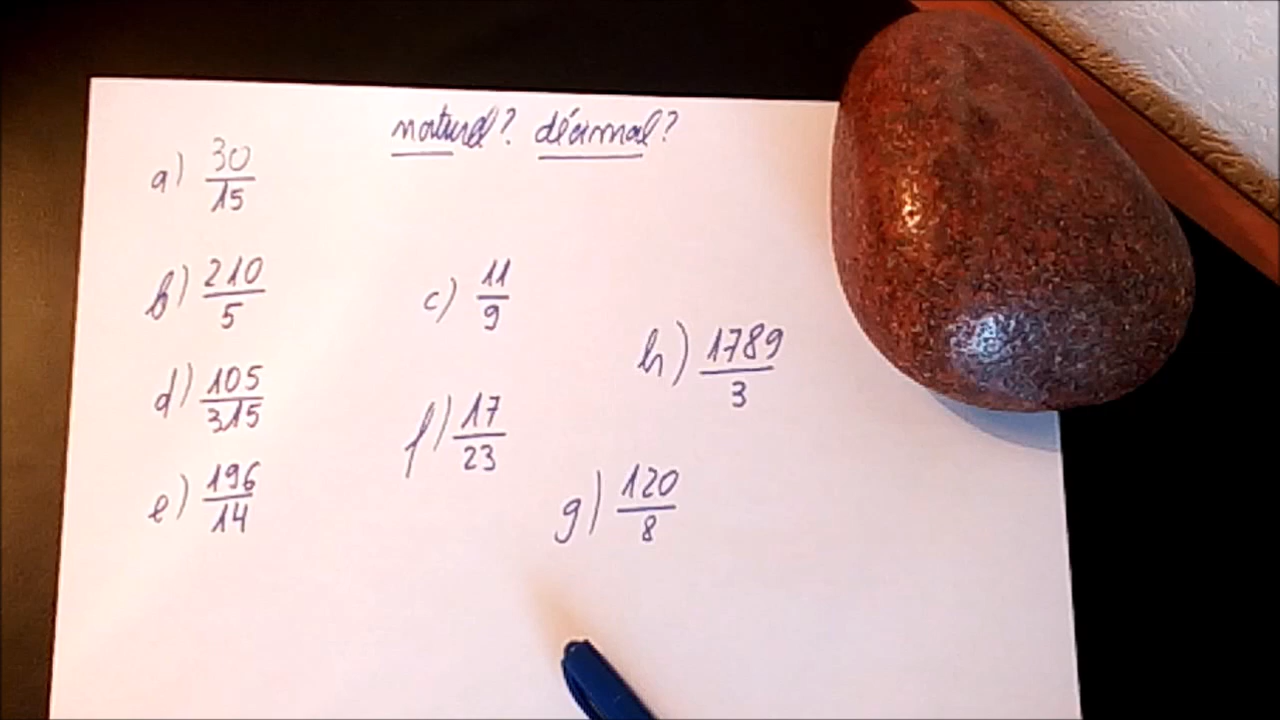 naturel? décimal?
a) 30/15
b) 210/5
c) 11/9
d) 105/315
e) 196/14
f) 17/23
g) 120/8
h) 1789/3